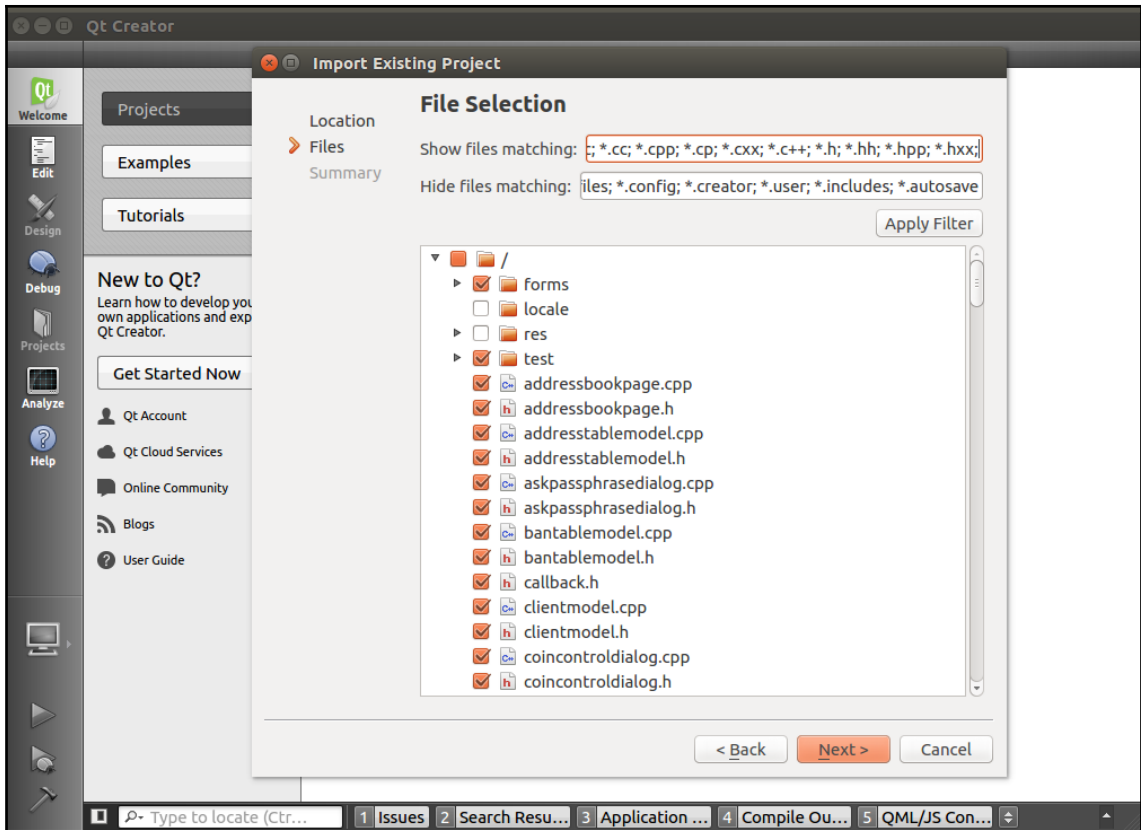 Qt Creator
Import Existing Project
Welcome
Edit
Design
Debug
Projects
Analyze
Help
Projects
Examples
Tutorials
New to Qt?
Learn how to develop you
own applications and exp
Qt Creator.
Get Started Now
Qt Account
Qt Cloud Services
Online Community
Blogs
User Guide
Location
Files
Summary
File Selection
Show files matching: c; *.cc; *.cpp; *.cp; *.cxx; *.c++; *.h; *.hh; *.hpp; *.hxx;
Hide files matching: iles; *.config; *.creator; *.user; *.includes; *.autosave
Apply Filter
/
forms
locale
res
test
addressbookpage.cpp
addressbookpage.h
addresstablemodel.cpp
addresstablemodel.h
askpassphrasedialog.cpp
askpassphrasedialog.h
bantablemodel.cpp
bantablemodel.h
callback.h
clientmodel.cpp
clientmodel.h
coincontroldialog.cpp
coincontroldialog.h
< Back Next > Cancel
Type to locate (Ctr... 1 Issues 2 Search Resu... 3 Application ... 4 Compile Ou... 5 QML/JS Con...